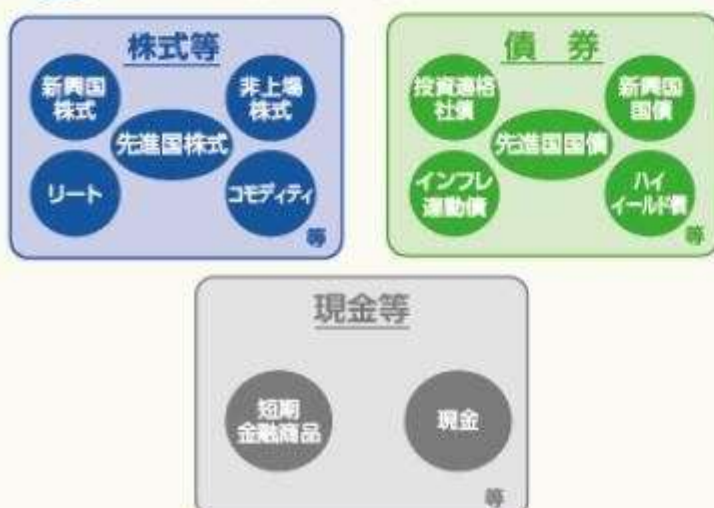 株式等
新興国
株式
非上場
株式
先進国株式
リート
コモディティ
等
債 券
投資適格
社債
新興国
国債
先進国国債
インフレ
連動債
ハイ
イールド債
等
現金等
短期
金融商品
現金
等